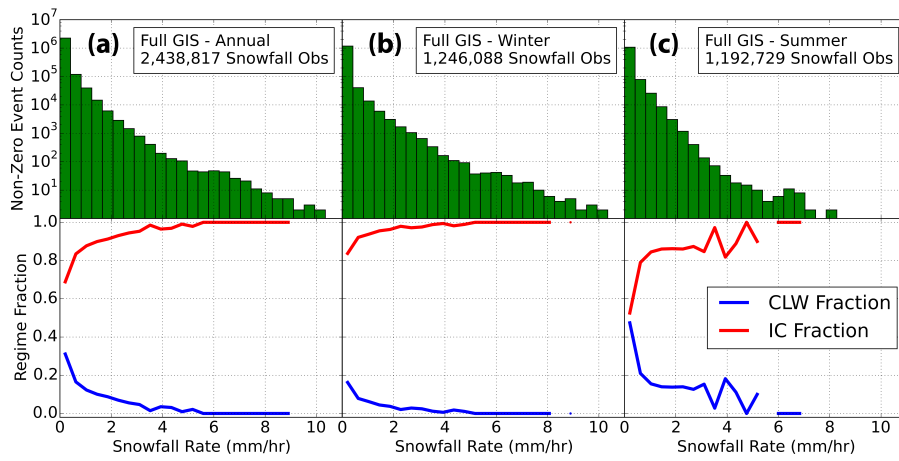 (a) Full GIS - Annual
2,438,817 Snowfall Obs
(b) Full GIS - Winter
1,246,088 Snowfall Obs
(c) Full GIS - Summer
1,192,729 Snowfall Obs
Non-Zero Event Counts
10^7
10^6
10^5
10^4
10^3
10^2
10^1
Regime Fraction
1.0
0.8
0.6
0.4
0.2
0.0
CLW Fraction
IC Fraction
0 2 4 6 8 10
0 2 4 6 8 10
0 2 4 6 8 10
Snowfall Rate (mm/hr)
Snowfall Rate (mm/hr)
Snowfall Rate (mm/hr)